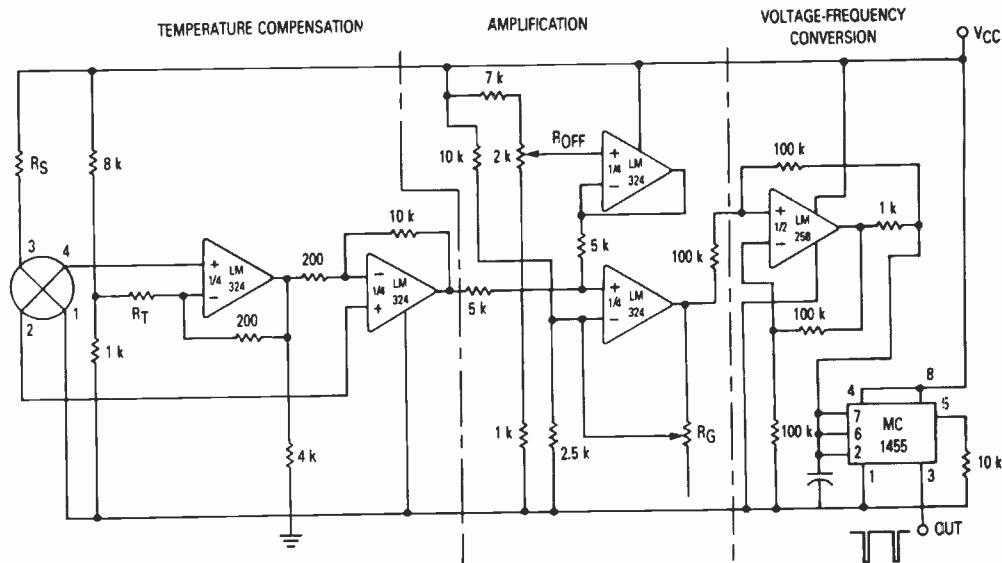 TEMPERATURE COMPENSATION
AMPLIFICATION
VOLTAGE-FREQUENCY
CONVERSION
VCC
7 k
RS
8 k
10 k
2 k
ROFF
+
1/4
LM
324
−
100 k
+
1/2
LM
258
−
1 k
3
4
2
1
10 k
+
1/4
LM
324
−
200
−
1/4
LM
324
+
5 k
5 k
+
1/4
LM
324
−
100 k
RT
200
100 k
1 k
4 k
1 k
2.5 k
RG
100 k
4
8
5
7
6
2
MC
1455
1
3
10 k
OUT